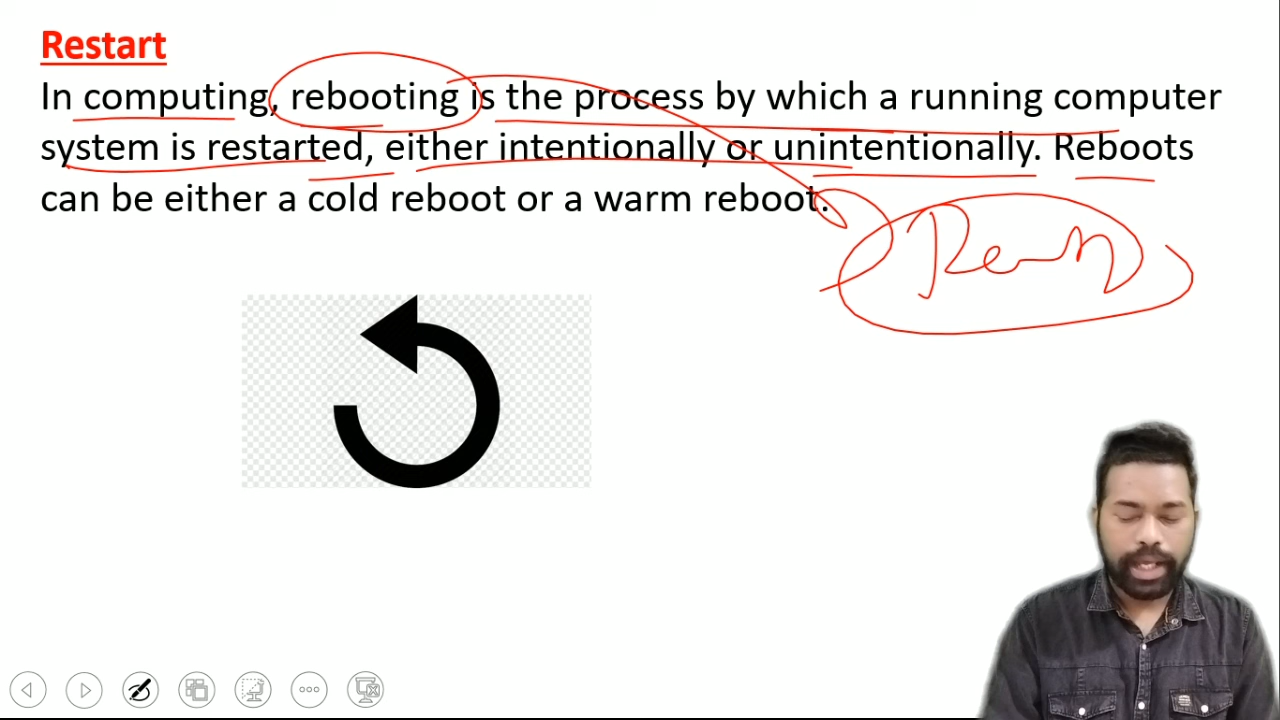 Restart
In computing, rebooting is the process by which a running computer
system is restarted, either intentionally or unintentionally. Reboots
can be either a cold reboot or a warm reboot.